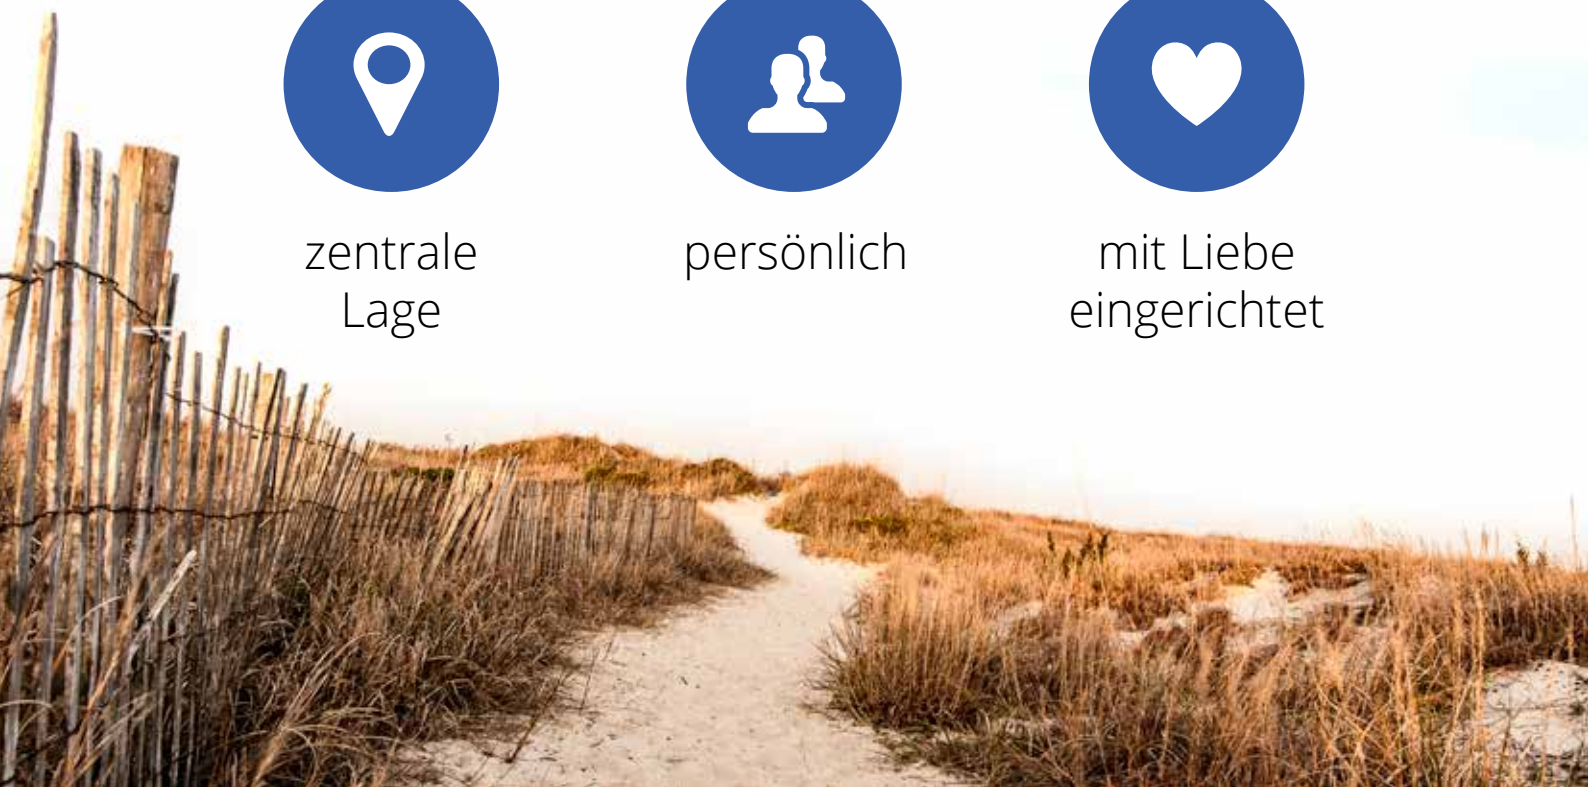 zentrale
Lage
persönlich
mit Liebe
eingerichtet